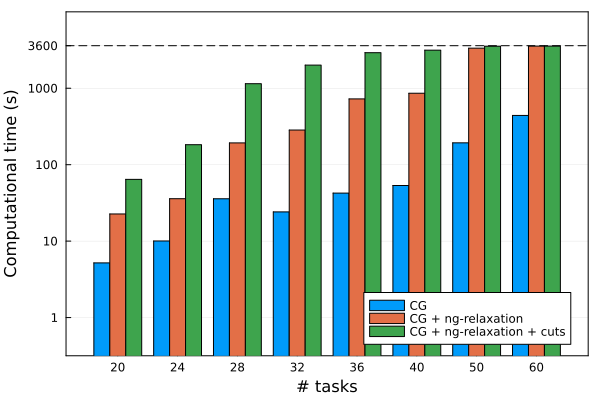 Computational time (s)
3600
1000
100
10
1
20 24 28 32 36 40 50 60
# tasks
CG
CG + ng-relaxation
CG + ng-relaxation + cuts